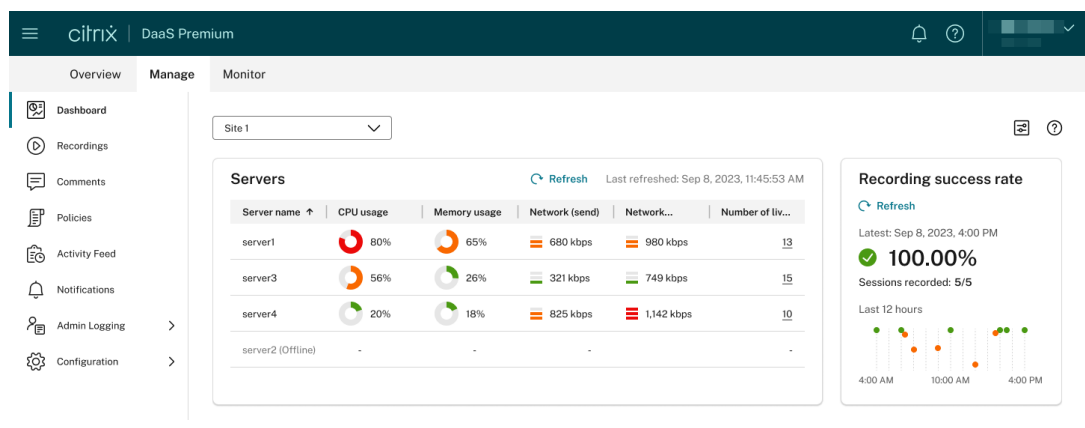 citrix | DaaS Premium
Overview Manage Monitor
Dashboard
Recordings
Comments
Policies
Activity Feed
Notifications
Admin Logging
Configuration
Site 1
Servers Refresh Last refreshed: Sep 8, 2023, 11:45:53 AM
Server name CPU usage Memory usage Network (send) Network... Number of liv...
server1 80% 65% 680 kbps 980 kbps 13
server3 56% 26% 321 kbps 749 kbps 15
server4 20% 18% 825 kbps 1,142 kbps 10
server2 (Offline) - - - -
Recording success rate
Refresh
Latest: Sep 8, 2023, 4:00 PM
100.00%
Sessions recorded: 5/5
Last 12 hours
4:00 AM 10:00 AM 4:00 PM